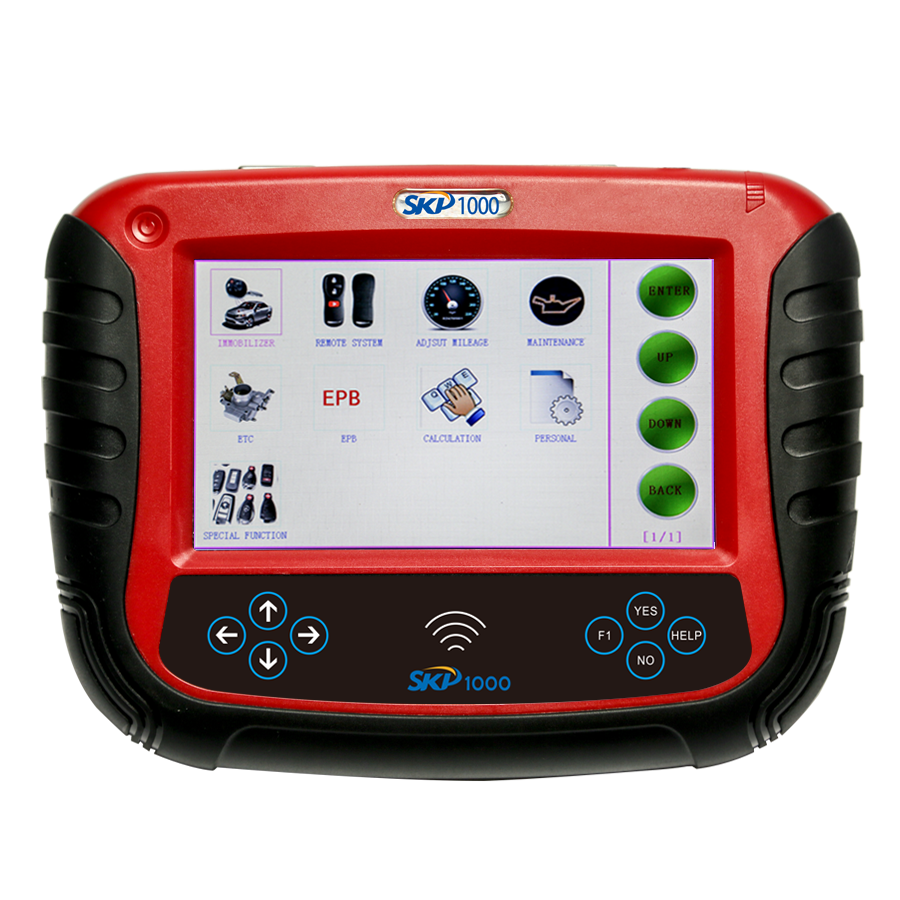 SKP1000
IMMOBILIZER
REMOTE SYSTEM
ADJSUT MILEAGE
MAINTENANCE
ENTER
UP
EPB
ETC
EPB
Q W E
CALCULATION
PERSONAL
DOWN
BACK
SPECIAL FUNCTION
[1/1]
YES
F1
HELP
NO
SKP1000